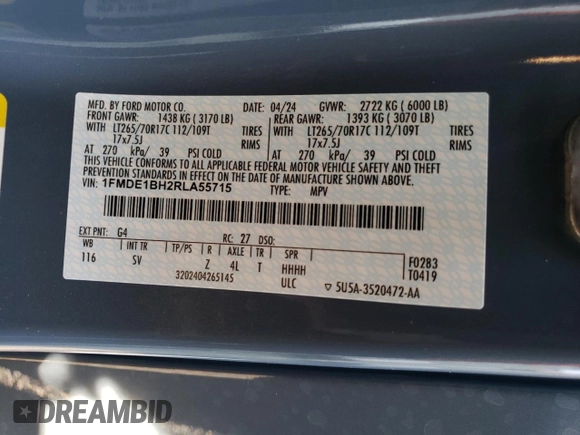 MFD. BY FORD MOTOR CO. 04/24 GVWR: 2722 KG ( 6000 LB)
FRONT GAWR: 1438 KG ( 3170 LB) REAR GAWR: 1393 KG ( 3070 LB)
WITH LT265/70R17C 112/109T TIRES WITH LT265/70R17C 112/109T TIRES
17x7.5J RIMS 17x7.5J RIMS
AT 270 kPa/ 39 PSI COLD AT 270 kPa/ 39 PSI COLD
THIS VEHICLE CONFORMS TO ALL APPLICABLE FEDERAL MOTOR VEHICLE SAFETY AND THEFT
PREVENTION STANDARDS IN EFFECT ON THE DATE OF MANUFACTURE SHOWN ABOVE.
VIN: 1FMDE1BH2RLA55715 TYPE: MPV
EXT PNT: G4 RC: 27 DSO:
WB INT TR TP/PS R AXLE TR SPR F0283
116 SV Z 4L T HHHH T0419
3202404265145 ULC ▽ 5U5A-3520472-AA
DREAMBID